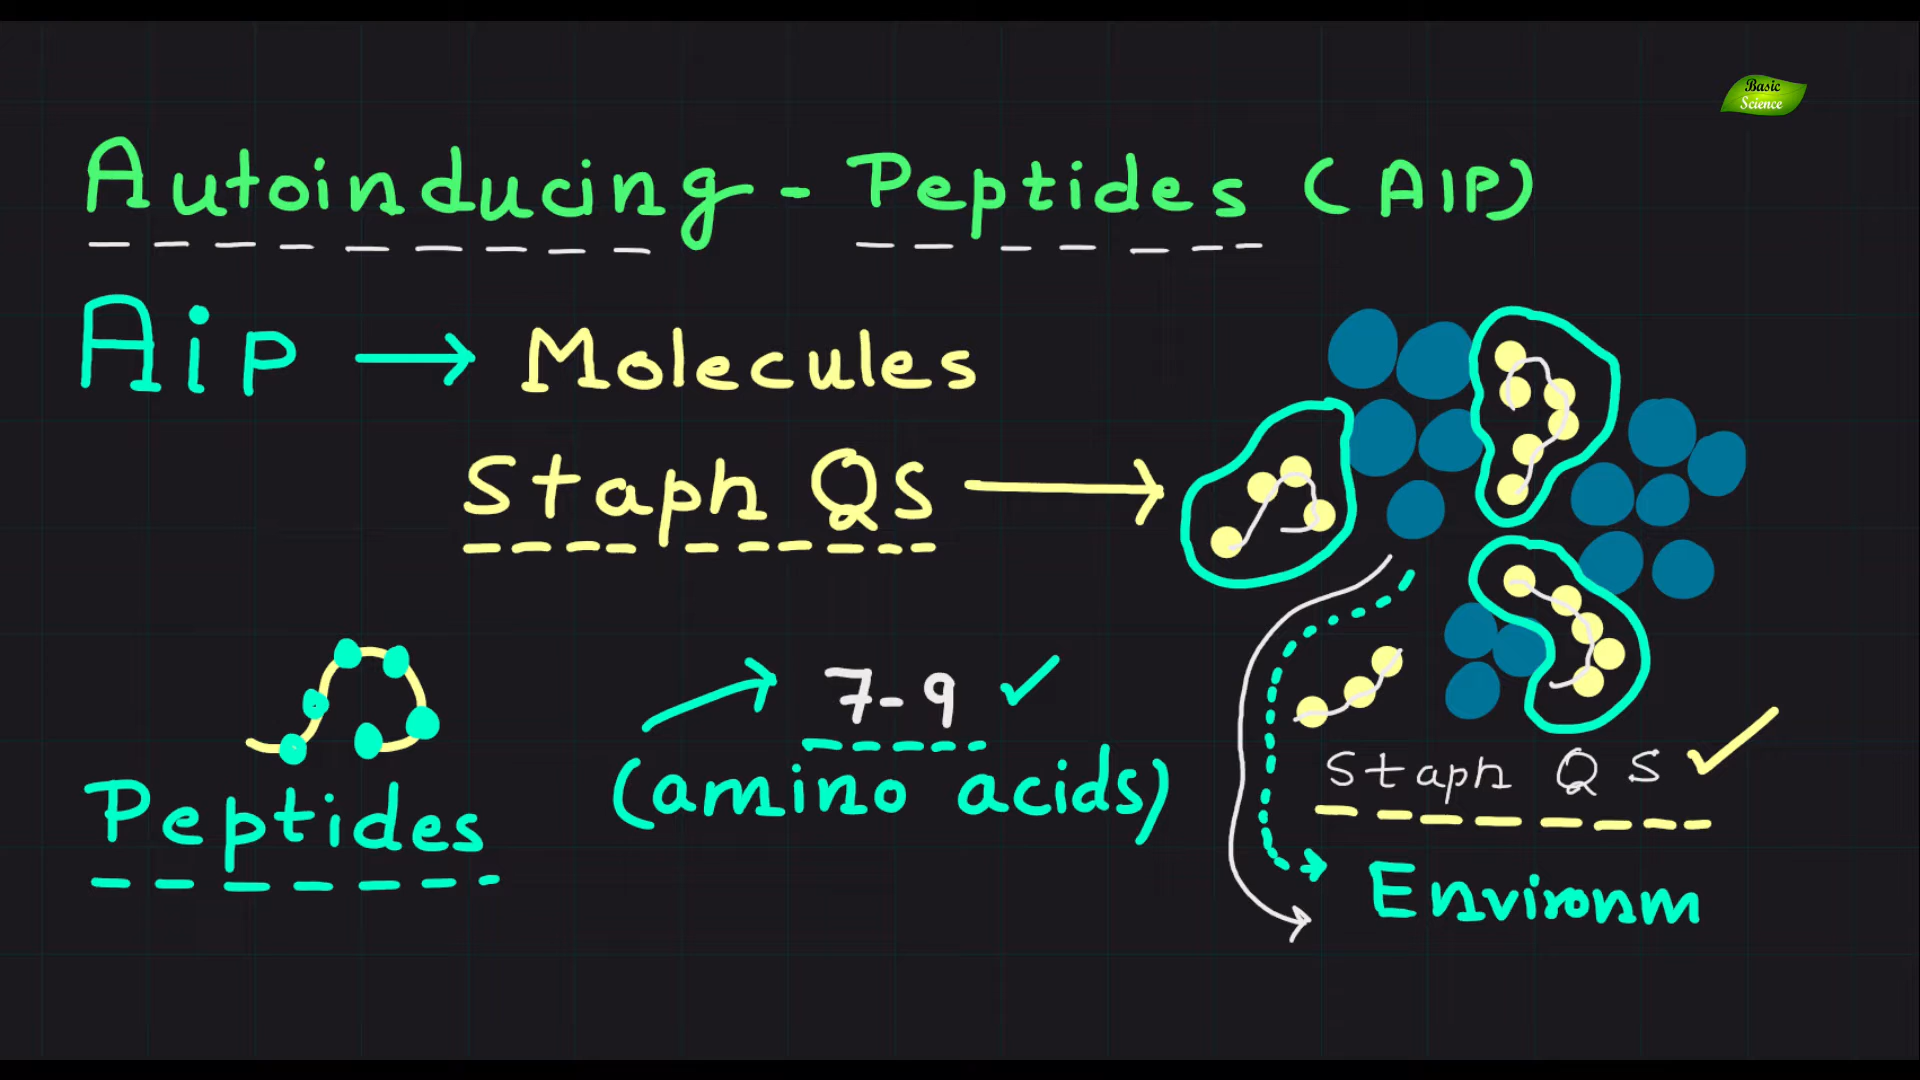 Basic
Science
Autoinducing - Peptides (AIP)
AiP → Molecules
Staph QS →
7-9 ✓
(amino acids)
Peptides
Staph QS ✓
Environm